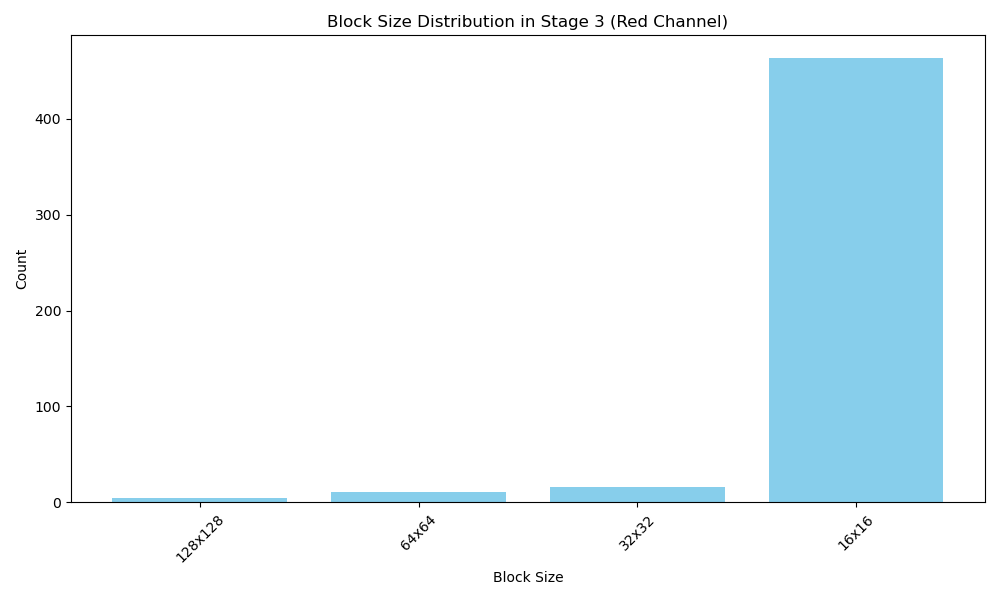 Block Size Distribution in Stage 3 (Red Channel)
Count
400
300
200
100
0
128x128
64x64
32x32
16x16
Block Size